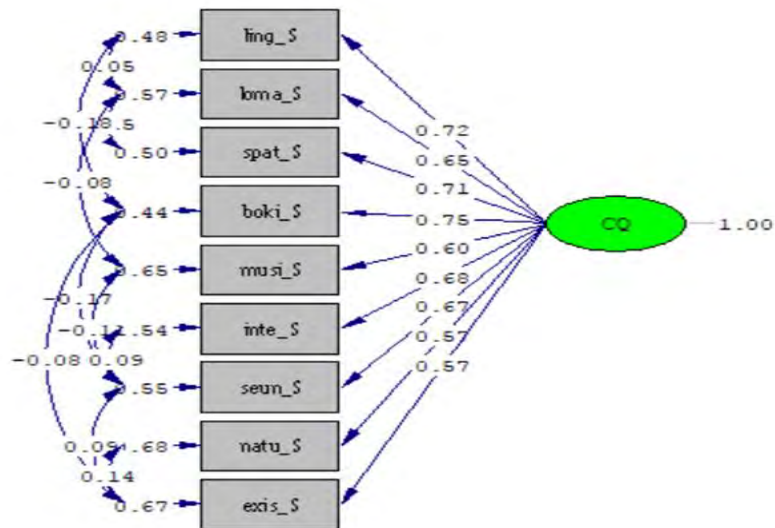 0.48 ling_S
0.05
0.57 loma_S
0.72
-0.18
0.65
0.50 spat_S
0.71
-0.08
0.44 boki_S 0.75
CQ 1.00
0.60
0.65 musi_S
0.68
-0.17
0.67
-0.11 .54 inte_S
0.57
-0.08 0.09
0.57
0.55 seun_S
0.09 .68 natu_S
0.14
0.67 exis_S